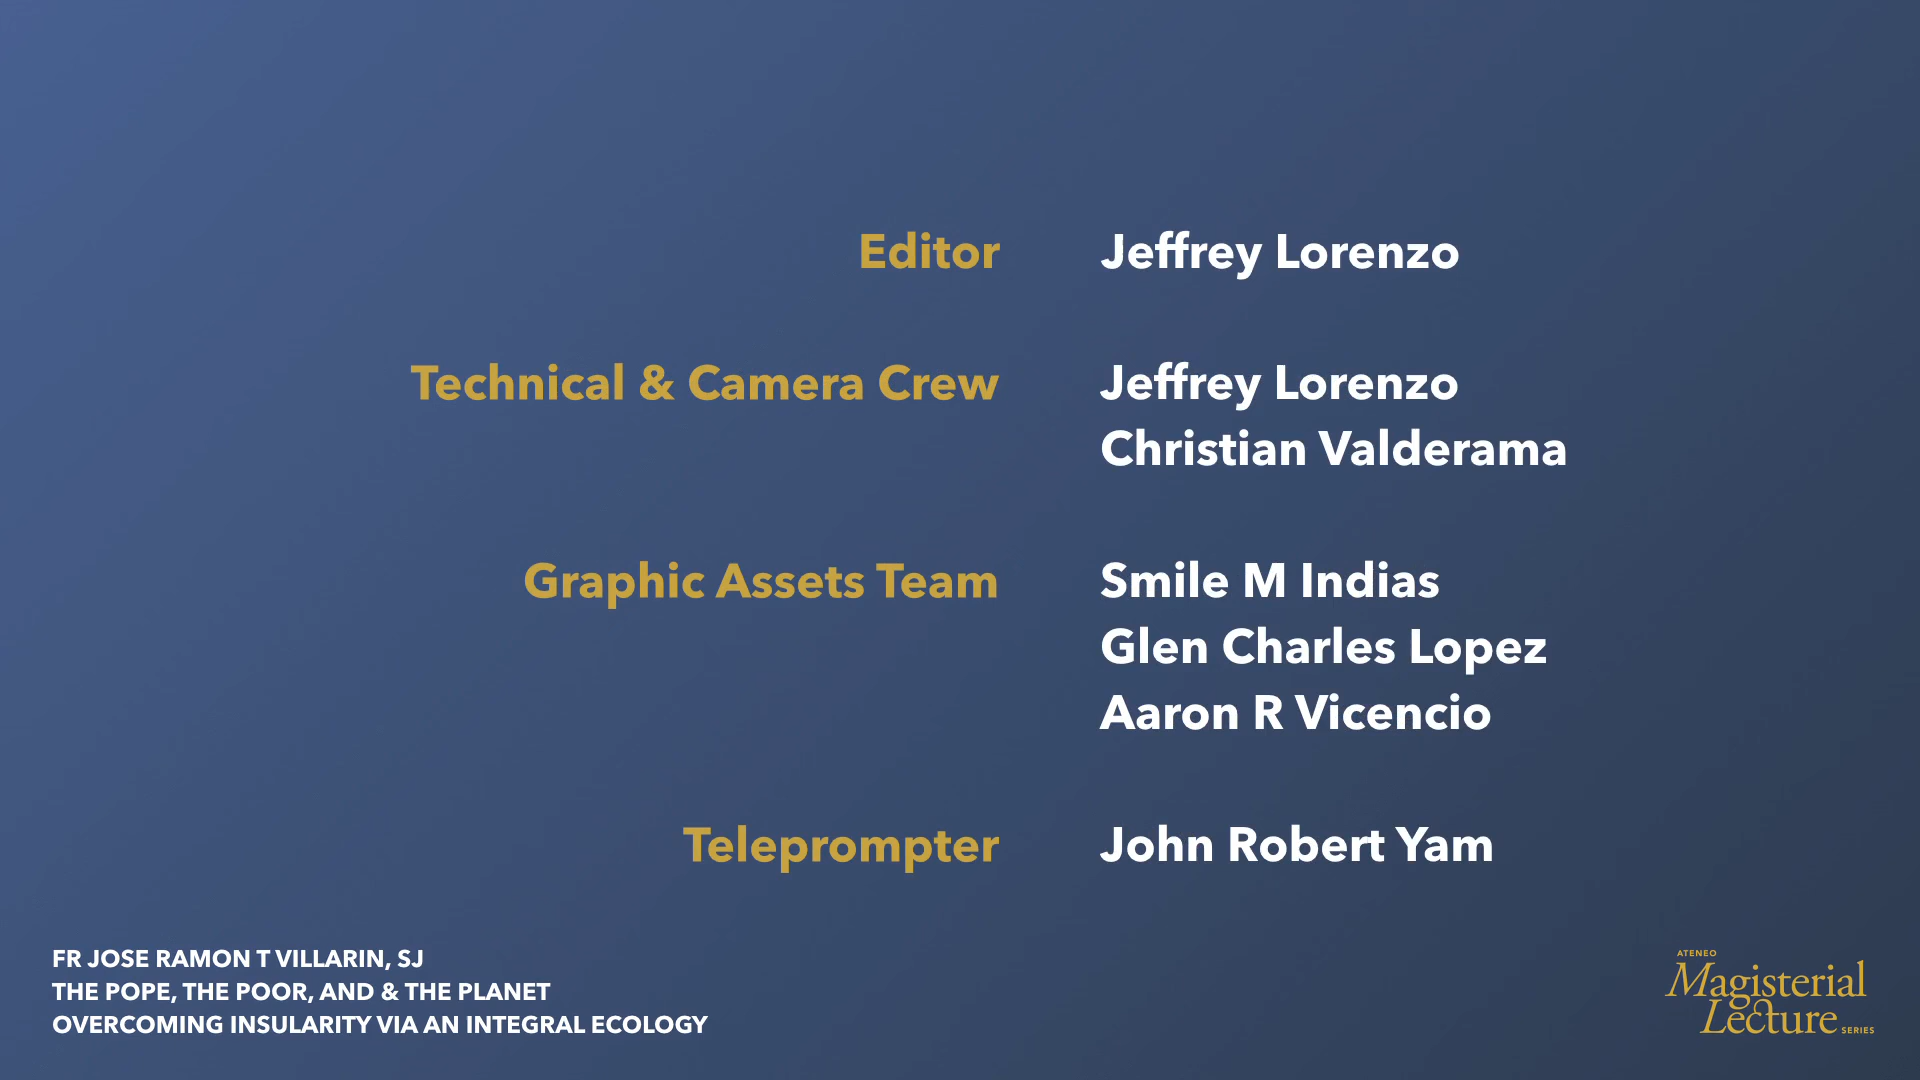 Editor Jeffrey Lorenzo
Technical & Camera Crew Jeffrey Lorenzo
Christian Valderama
Graphic Assets Team Smile M Indias
Glen Charles Lopez
Aaron R Vicencio
Teleprompter John Robert Yam
FR JOSE RAMON T VILLARIN, SJ
THE POPE, THE POOR, AND & THE PLANET
OVERCOMING INSULARITY VIA AN INTEGRAL ECOLOGY
ATENEO
Magisterial
Lecture SERIES